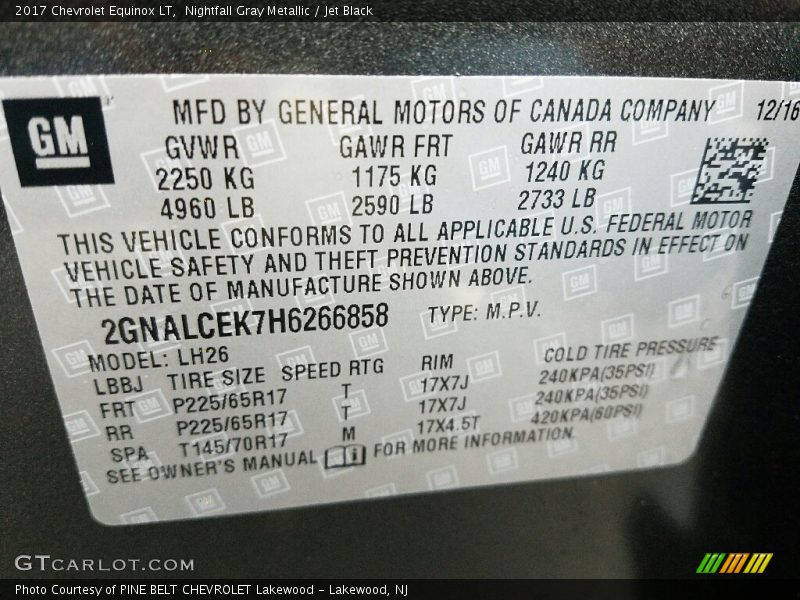 2017 Chevrolet Equinox LT, Nightfall Gray Metallic / Jet Black
GM
MFD BY GENERAL MOTORS OF CANADA COMPANY 12/16
GVWR GAWR FRT GAWR RR
2250 KG 1175 KG 1240 KG
4960 LB 2590 LB 2733 LB
THIS VEHICLE CONFORMS TO ALL APPLICABLE U.S. FEDERAL MOTOR
VEHICLE SAFETY AND THEFT PREVENTION STANDARDS IN EFFECT ON
THE DATE OF MANUFACTURE SHOWN ABOVE.
2GNALCEK7H6266858 TYPE: M.P.V.
MODEL: LH26
LBBJ TIRE SIZE SPEED RTG RIM COLD TIRE PRESSURE
FRT P225/65R17 T 17X7J 240KPA(35PSI)
RR P225/65R17 T 17X7J 240KPA(35PSI)
SPA T145/70R17 M 17X4.5T 420KPA(60PSI)
SEE OWNER'S MANUAL FOR MORE INFORMATION.
GTCARLOT.COM
Photo Courtesy of PINE BELT CHEVROLET Lakewood - Lakewood, NJ